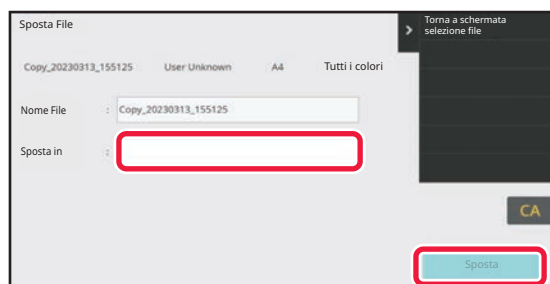 Sposta File
Torna a schermata
selezione file
Copy_20230313_155125 User Unknown A4 Tutti i colori
Nome File : Copy_20230313_155125
Sposta in :
CA
Sposta